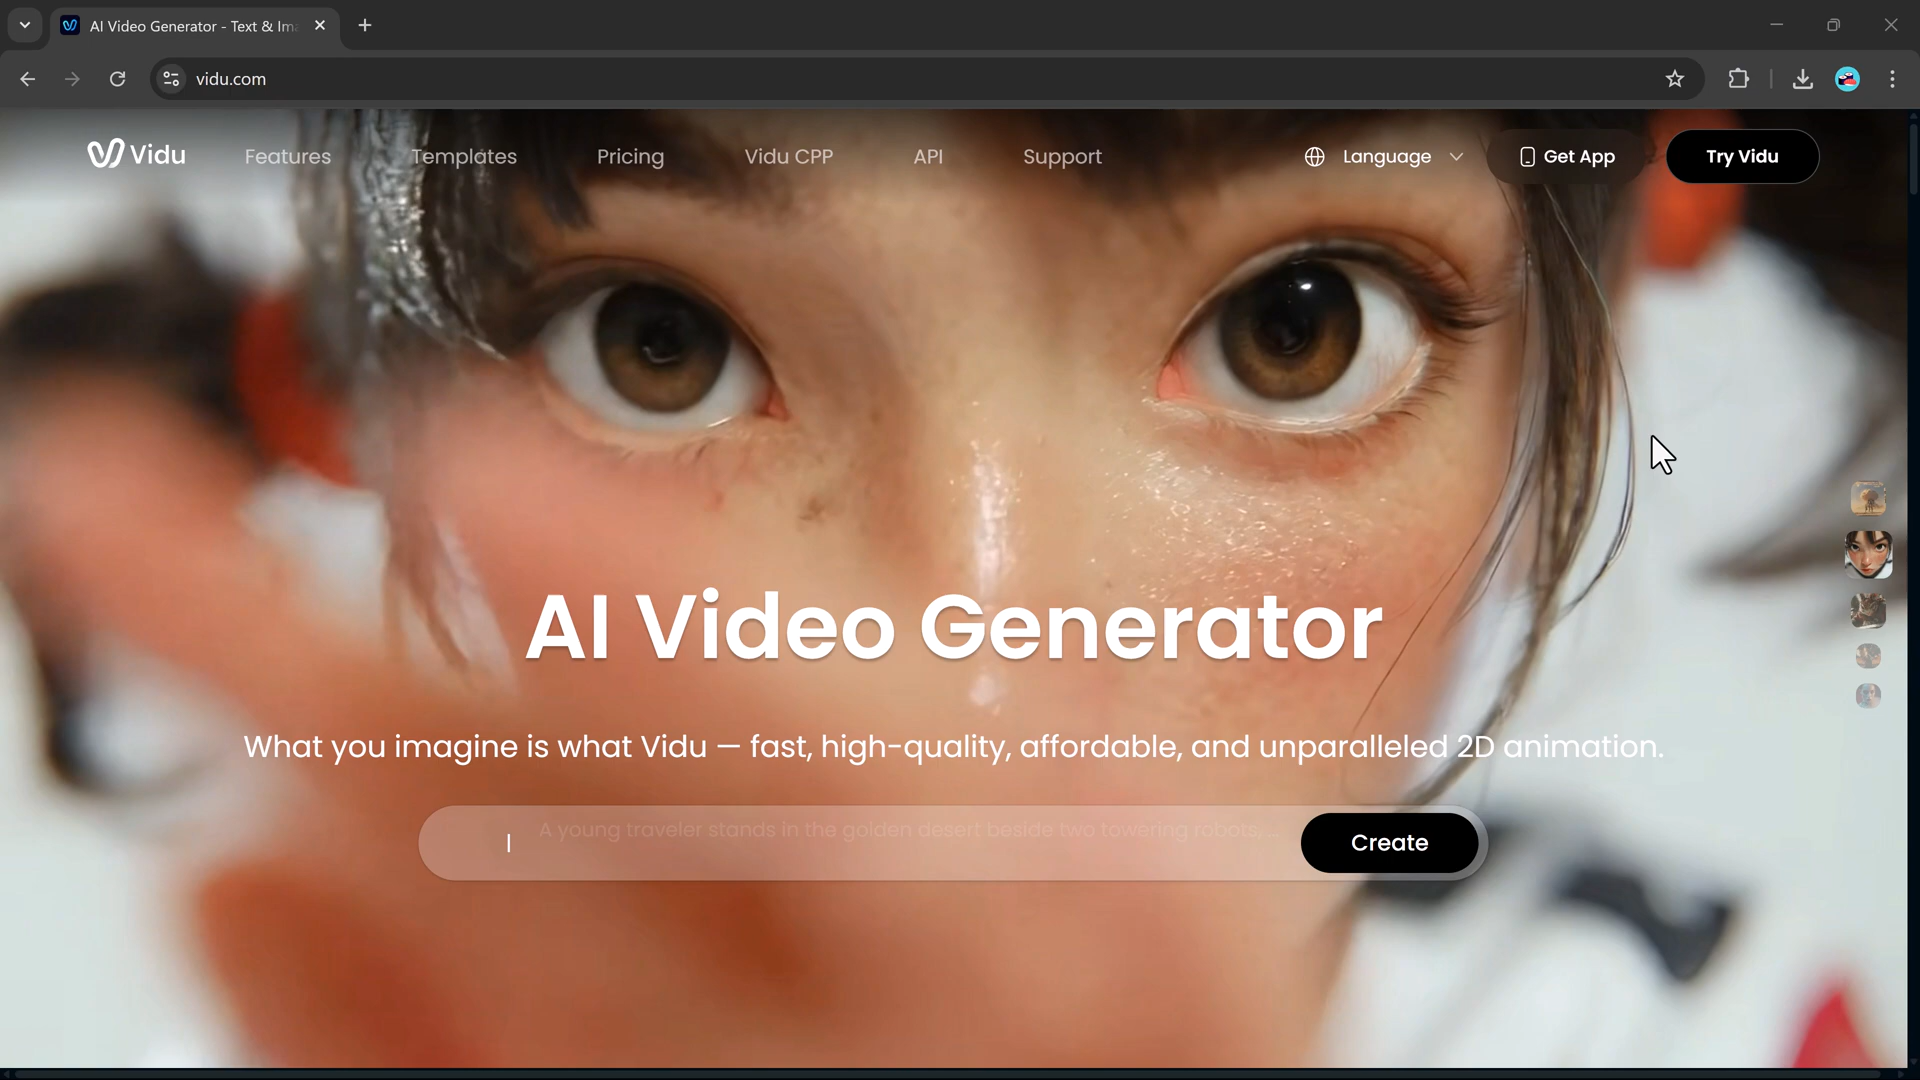 AI Video Generator - Text & Im
vidu.com
Vidu
Features
Templates
Pricing
Vidu CPP
API
Support
Language
Get App
Try Vidu
AI Video Generator
What you imagine is what Vidu — fast, high-quality, affordable, and unparalleled 2D animation.
A young traveler stands in the golden desert beside two towering robots, ...
Create